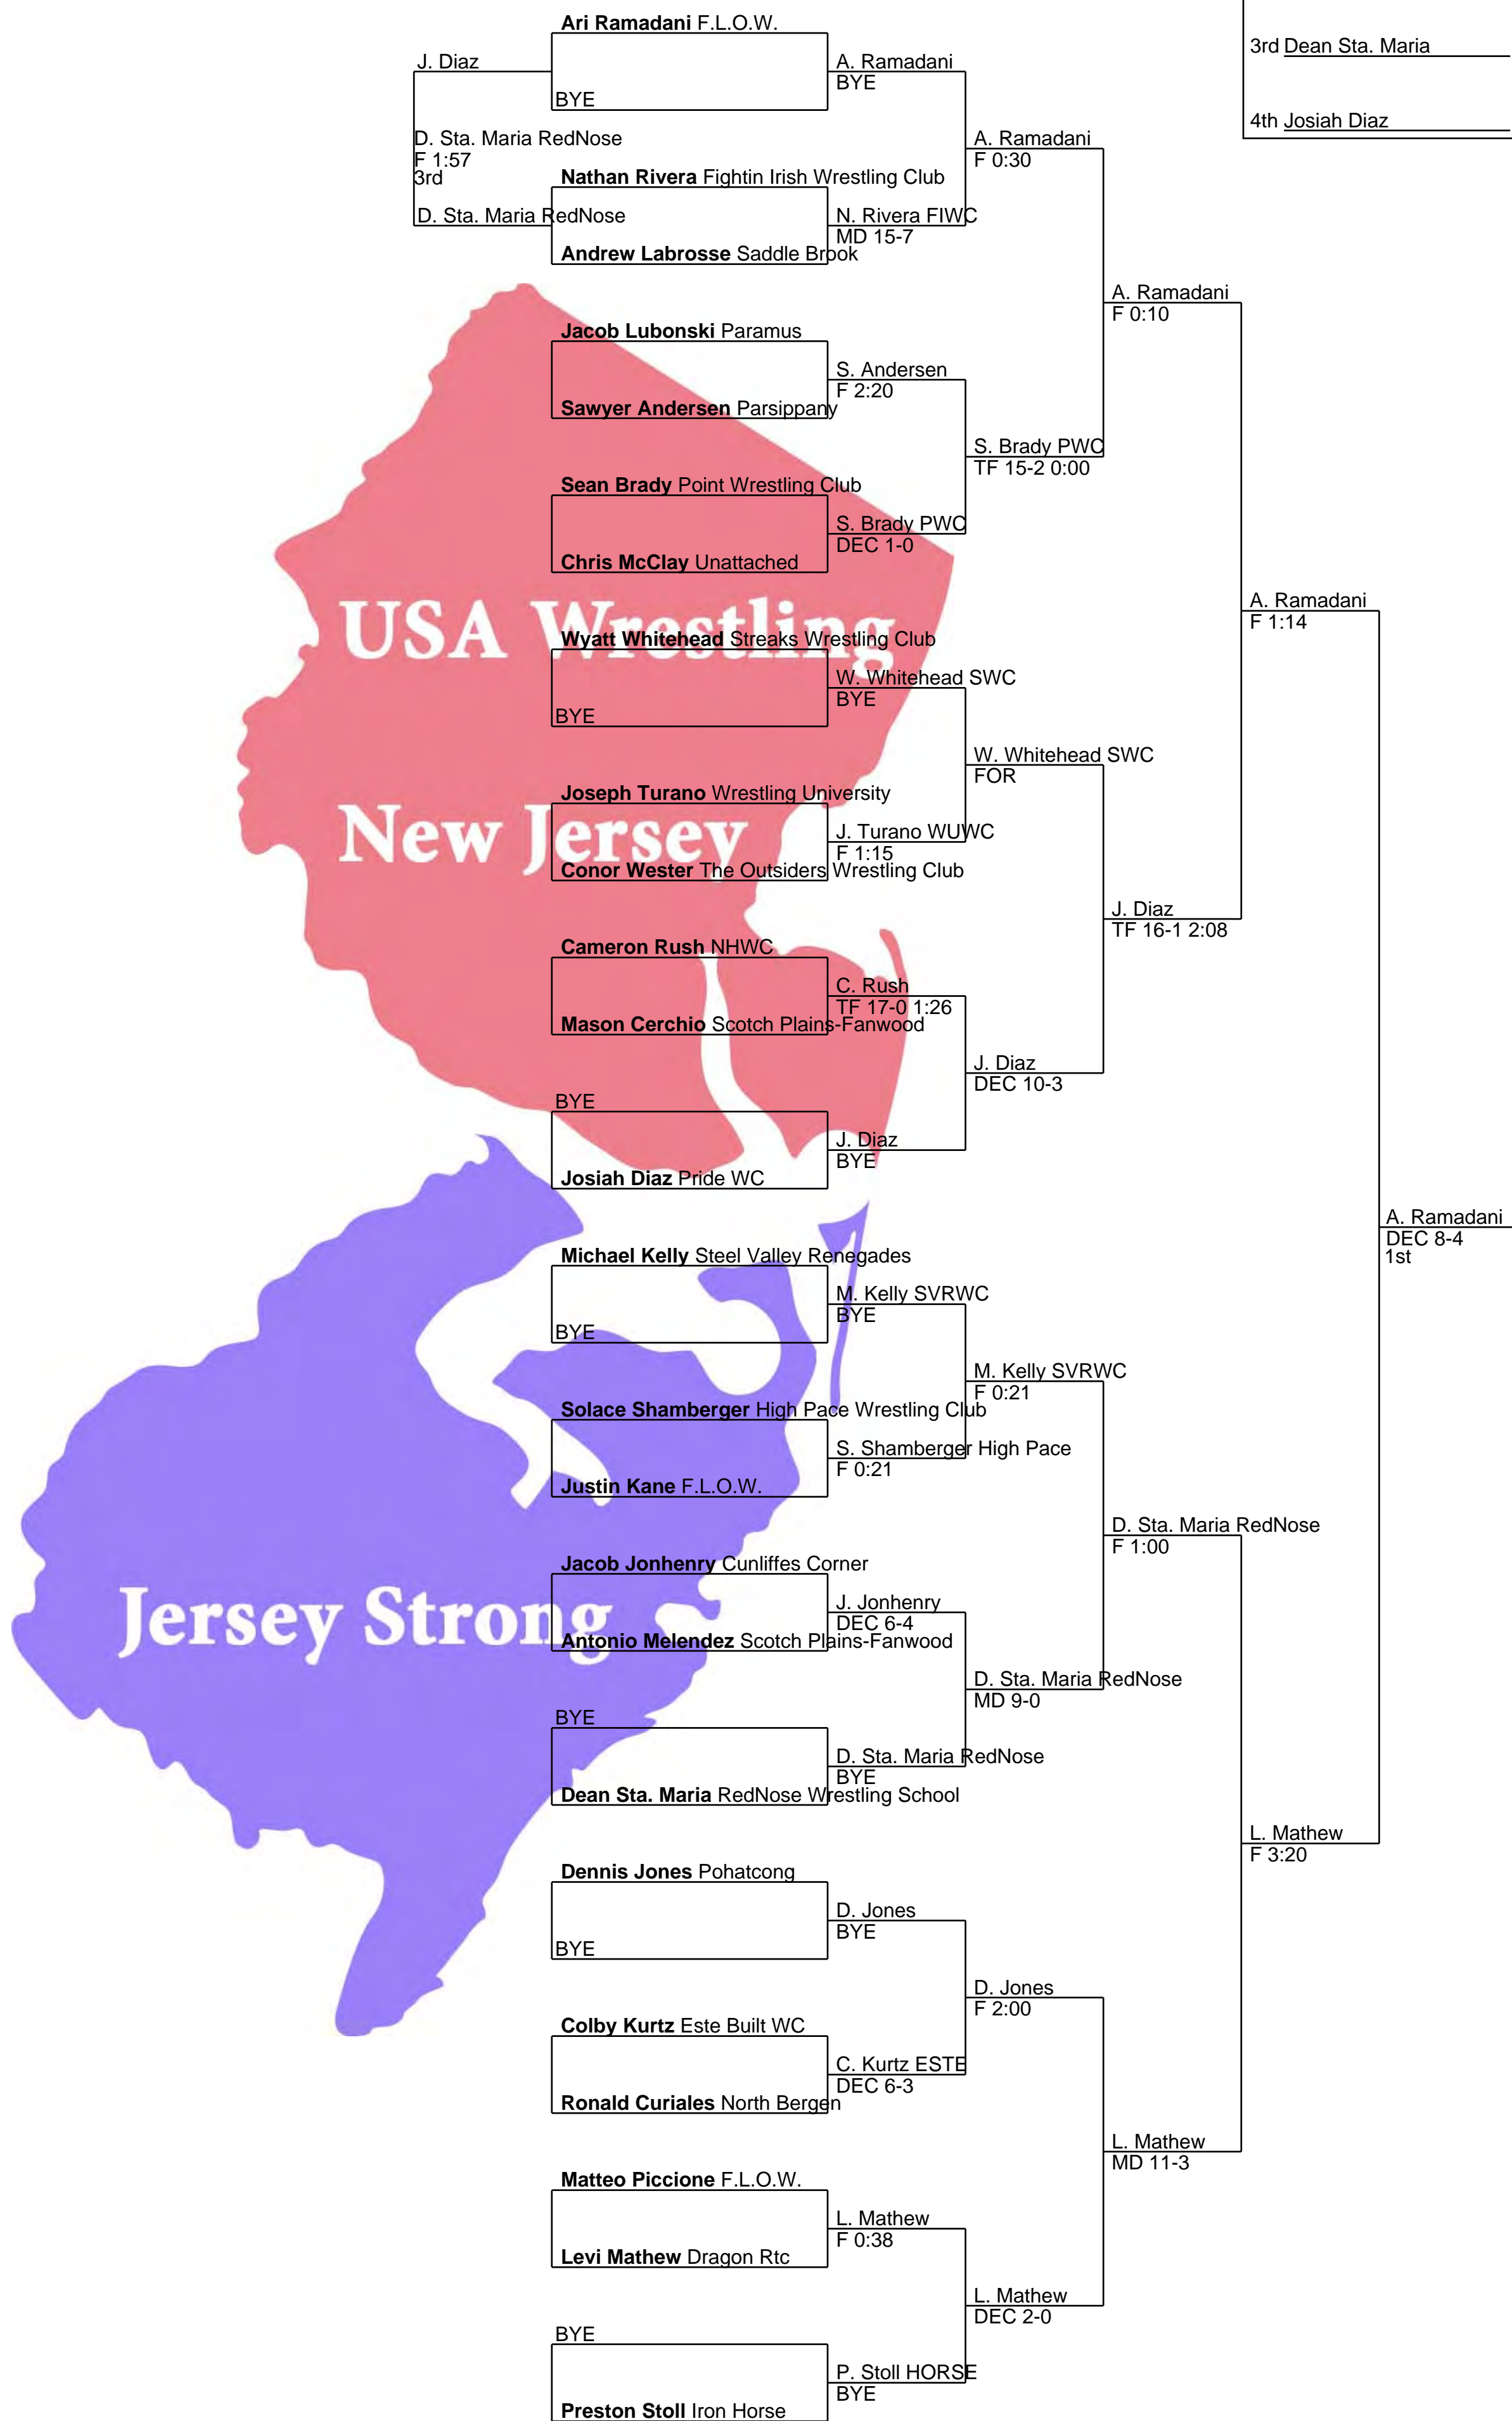 Ari Ramadani F.L.O.W.
3rd Dean Sta. Maria
J. Diaz
A. Ramadani
BYE
BYE
4th Josiah Diaz
D. Sta. Maria RedNose
F 1:57
3rd
A. Ramadani
F 0:30
Nathan Rivera Fightin Irish Wrestling Club
D. Sta. Maria RedNose
N. Rivera FIWC
MD 15-7
Andrew Labrosse Saddle Brook
A. Ramadani
F 0:10
Jacob Lubonski Paramus
S. Andersen
F 2:20
Sawyer Andersen Parsippany
S. Brady PWC
TF 15-2 0:00
Sean Brady Point Wrestling Club
S. Brady PWC
DEC 1-0
Chris McClay Unattached
USA Wrestling
A. Ramadani
F 1:14
Wyatt Whitehead Streaks Wrestling Club
W. Whitehead SWC
BYE
BYE
W. Whitehead SWC
FOR
Joseph Turano Wrestling University
New Jersey
J. Turano WUWC
F 1:15
Conor Wester The Outsiders Wrestling Club
J. Diaz
TF 16-1 2:08
Cameron Rush NHWC
C. Rush
TF 17-0 1:26
Mason Cerchio Scotch Plains-Fanwood
J. Diaz
DEC 10-3
BYE
J. Diaz
BYE
Josiah Diaz Pride WC
A. Ramadani
DEC 8-4
1st
Michael Kelly Steel Valley Renegades
M. Kelly SVRWC
BYE
BYE
M. Kelly SVRWC
F 0:21
Solace Shamberger High Pace Wrestling Club
S. Shamberger High Pace
F 0:21
Justin Kane F.L.O.W.
D. Sta. Maria RedNose
F 1:00
Jacob Jonhenry Cunliffes Corner
J. Jonhenry
DEC 6-4
Jersey Strong
Antonio Melendez Scotch Plains-Fanwood
D. Sta. Maria RedNose
MD 9-0
BYE
D. Sta. Maria RedNose
BYE
Dean Sta. Maria RedNose Wrestling School
L. Mathew
F 3:20
Dennis Jones Pohatcong
D. Jones
BYE
BYE
D. Jones
F 2:00
Colby Kurtz Este Built WC
C. Kurtz ESTE
DEC 6-3
Ronald Curiales North Bergen
L. Mathew
MD 11-3
Matteo Piccione F.L.O.W.
L. Mathew
F 0:38
Levi Mathew Dragon Rtc
L. Mathew
DEC 2-0
BYE
P. Stoll HORSE
BYE
Preston Stoll Iron Horse